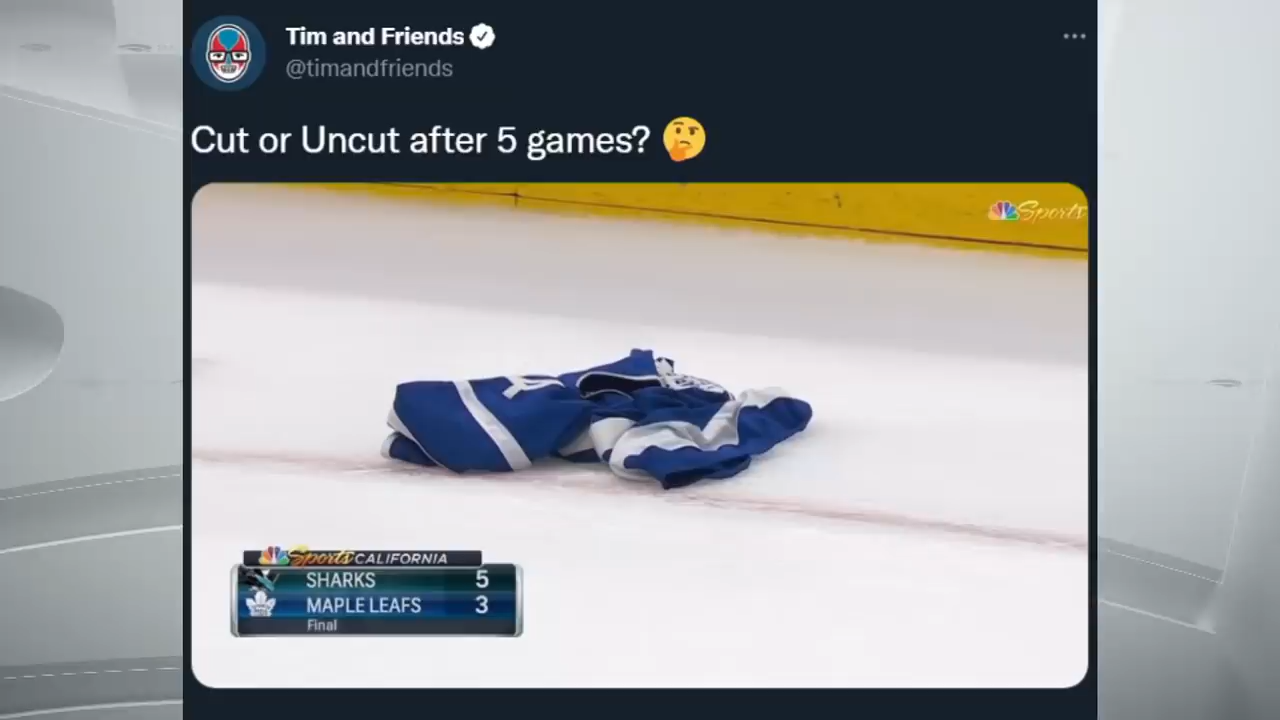 Tim and Friends
@timandfriends
Cut or Uncut after 5 games? 🤔
Sports
Sports CALIFORNIA
SHARKS 5
MAPLE LEAFS 3
Final